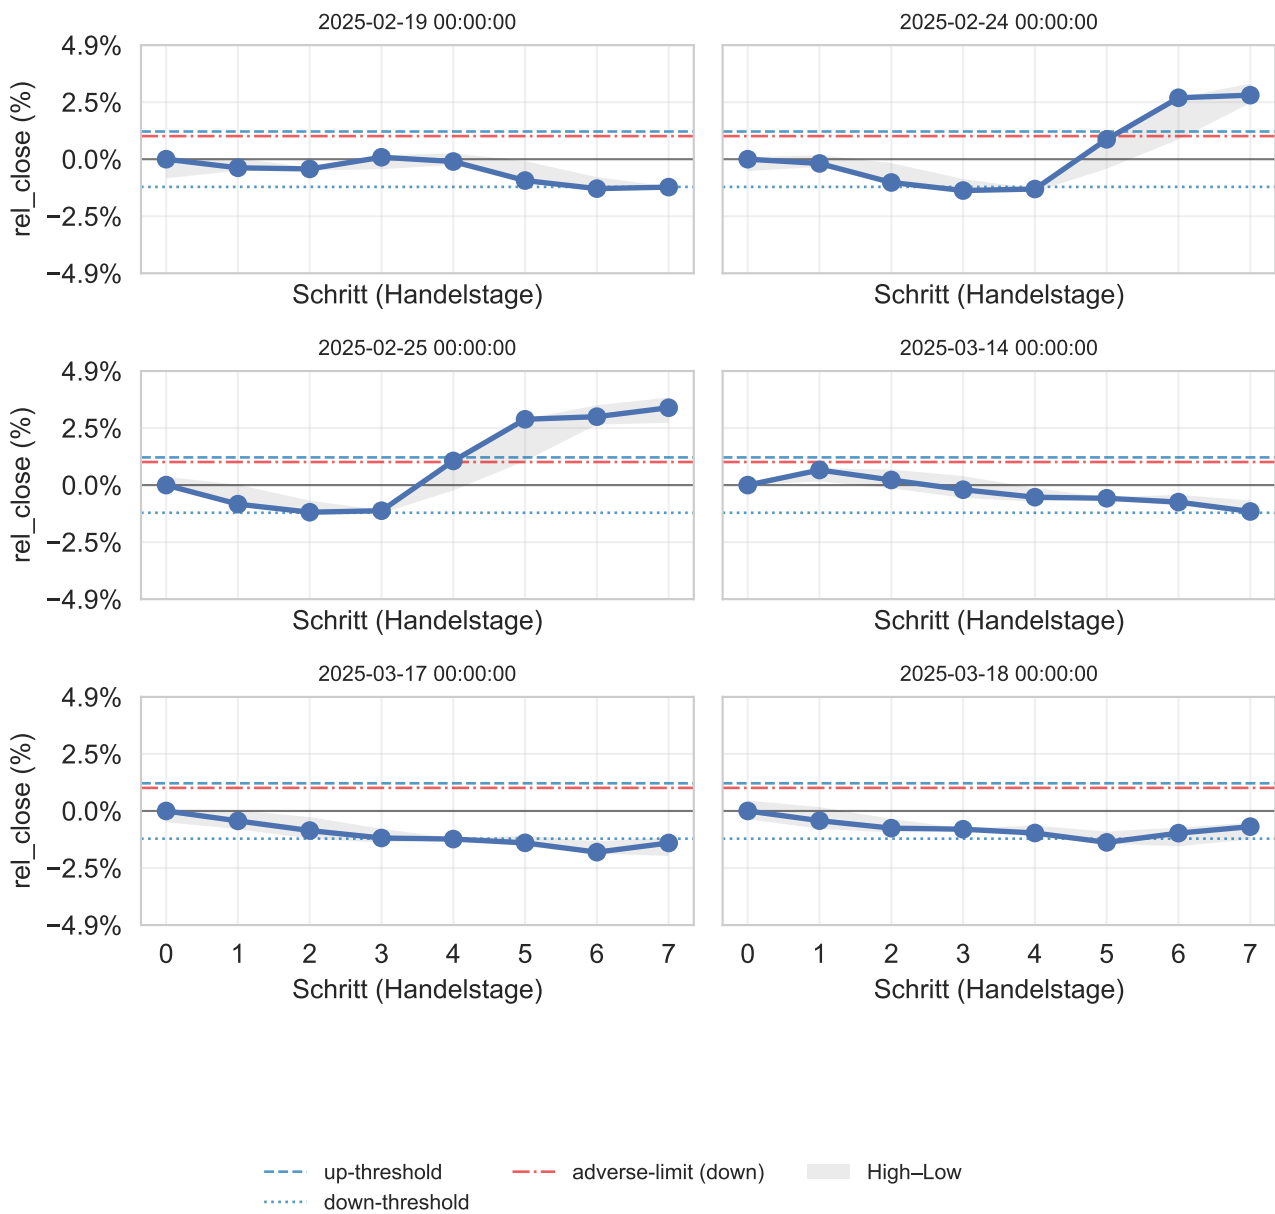 2025-02-19 00:00:00
2025-02-24 00:00:00
4.9%
2.5%
0.0%
−2.5%
−4.9%
rel_close (%)
Schritt (Handelstage)
Schritt (Handelstage)
2025-02-25 00:00:00
2025-03-14 00:00:00
4.9%
2.5%
0.0%
−2.5%
−4.9%
rel_close (%)
Schritt (Handelstage)
Schritt (Handelstage)
2025-03-17 00:00:00
2025-03-18 00:00:00
4.9%
2.5%
0.0%
−2.5%
−4.9%
rel_close (%)
0 1 2 3 4 5 6 7
0 1 2 3 4 5 6 7
Schritt (Handelstage)
Schritt (Handelstage)
up-threshold
down-threshold
adverse-limit (down)
High–Low